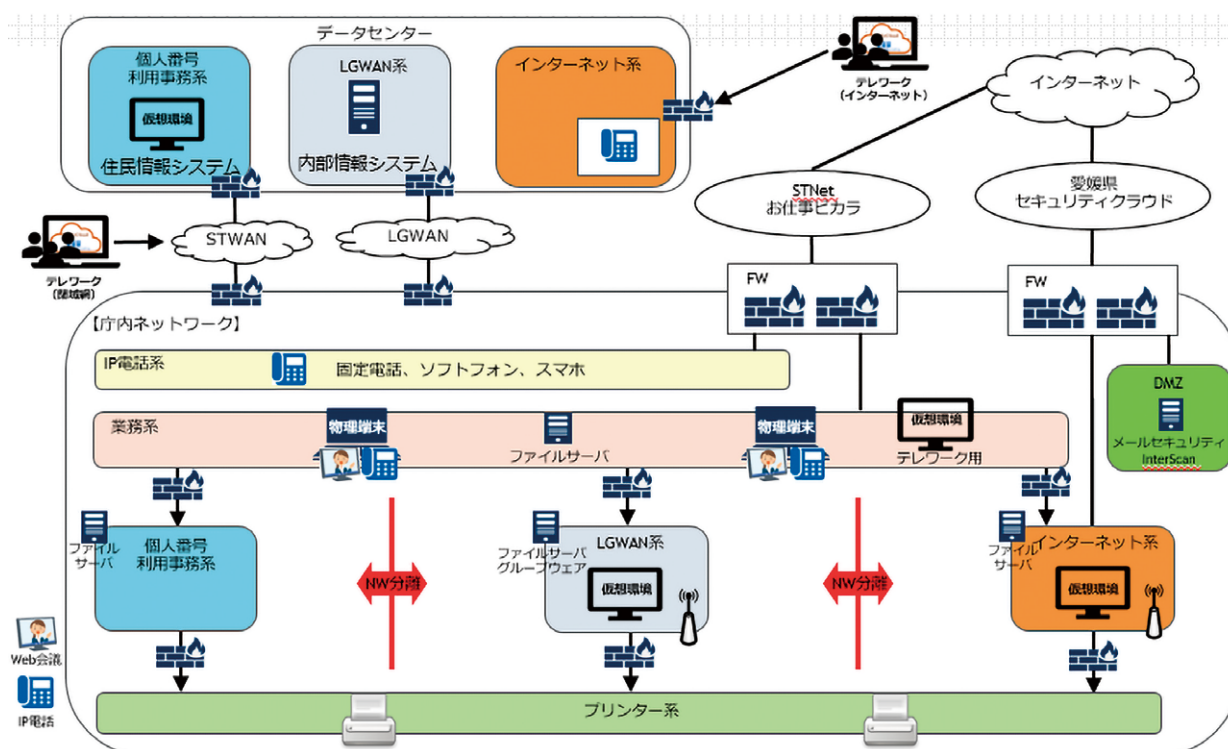 データセンター
個人番号
利用事務系
仮想環境
住民情報システム
LGWAN系
内部情報システム
インターネット系
テレワーク
(インターネット)
インターネット
STNet
お仕事ピカラ
愛媛県
セキュリティクラウド
テレワーク
(閉域網)
STWAN
LGWAN
FW
FW
【庁内ネットワーク】
IP電話系
固定電話、ソフトフォン、スマホ
DMZ
メールセキュリティ
InterScan
業務系
物理端末
ファイルサーバ
物理端末
仮想環境
テレワーク用
ファイル
サーバ
個人番号
利用事務系
NW分離
ファイルサーバ
グループウェア
LGWAN系
仮想環境
NW分離
ファイル
サーバ
インターネット系
仮想環境
Web会議
IP電話
プリンター系